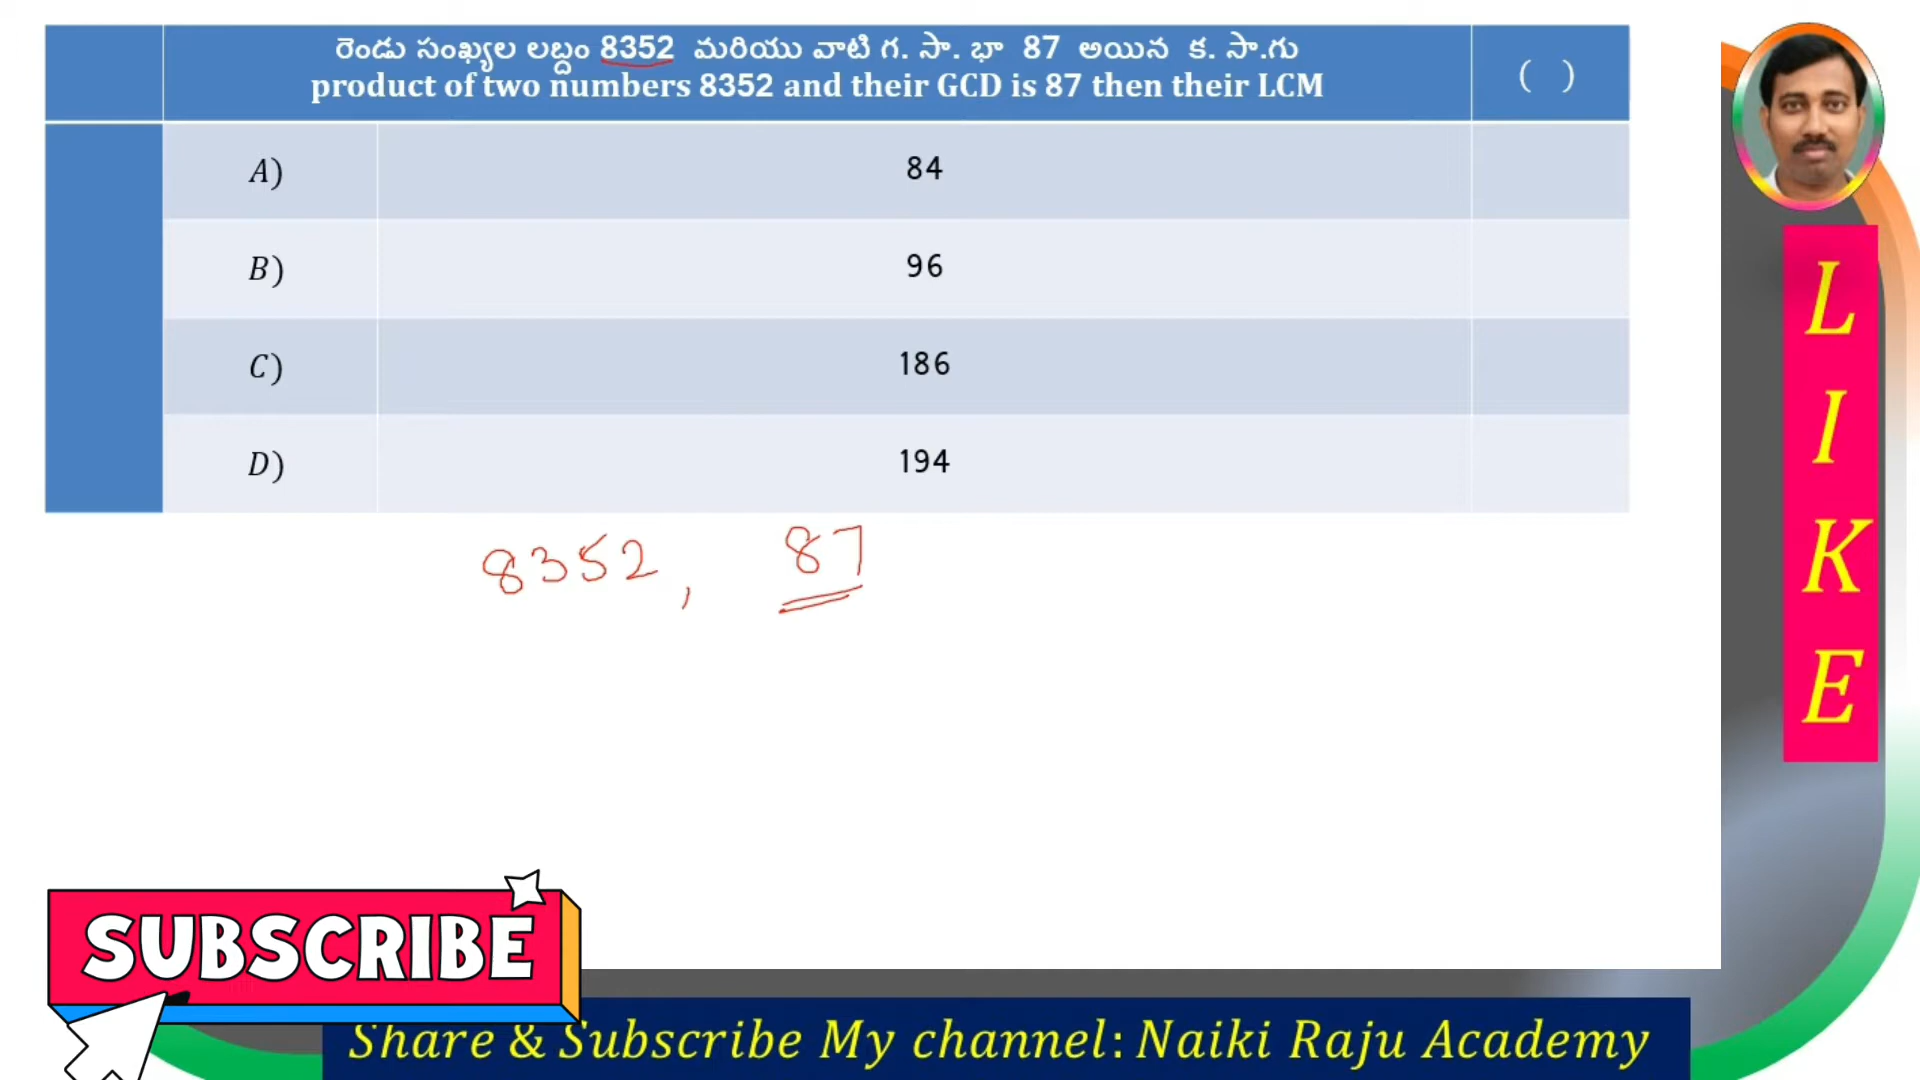 రెండు సంఖ్యల లబ్దం 8352 మరియు వాటి గ. సా. భా 87 అయిన క. సా.గు
product of two numbers 8352 and their GCD is 87 then their LCM
( )
A) 84
B) 96
C) 186
D) 194
8352, 87
L
I
K
E
SUBSCRIBE
Share & Subscribe My channel: Naiki Raju Academy